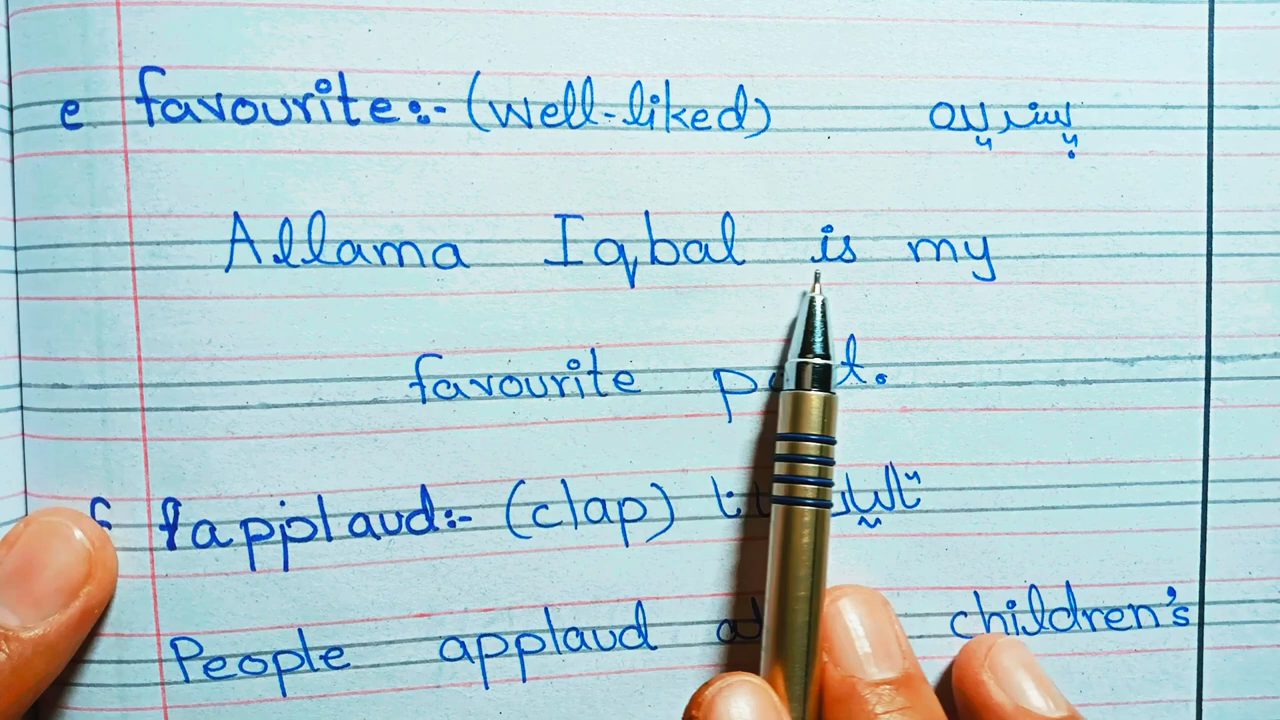 e favourite:- (well-liked) پسندیدہ
Allama Iqbal is my
favourite
f applaud:- (clap)
People applaud children's